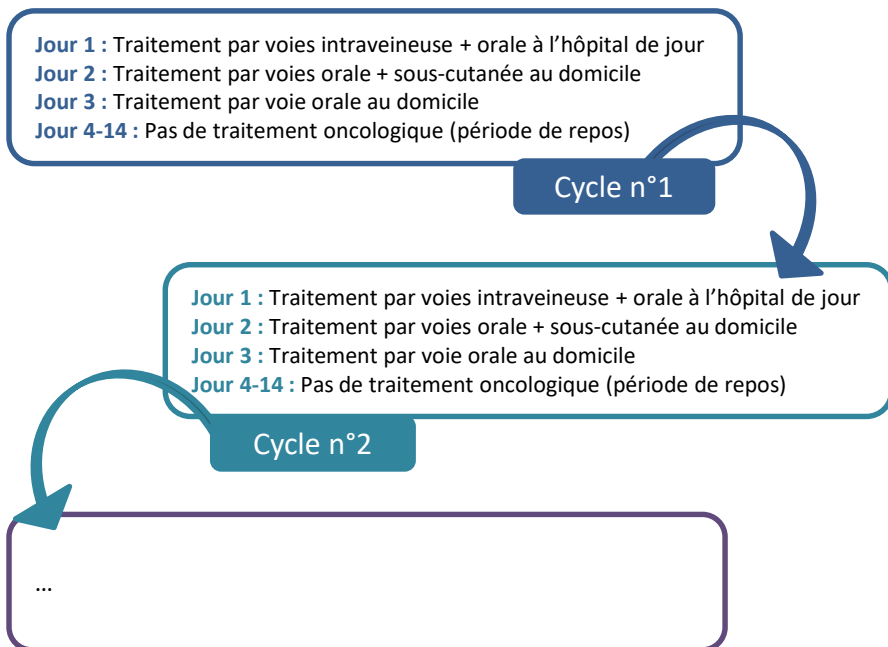 Jour 1 : Traitement par voies intraveineuse + orale à l’hôpital de jour
Jour 2 : Traitement par voies orale + sous-cutanée au domicile
Jour 3 : Traitement par voie orale au domicile
Jour 4-14 : Pas de traitement oncologique (période de repos)
Cycle n°1
Jour 1 : Traitement par voies intraveineuse + orale à l’hôpital de jour
Jour 2 : Traitement par voies orale + sous-cutanée au domicile
Jour 3 : Traitement par voie orale au domicile
Jour 4-14 : Pas de traitement oncologique (période de repos)
Cycle n°2
...